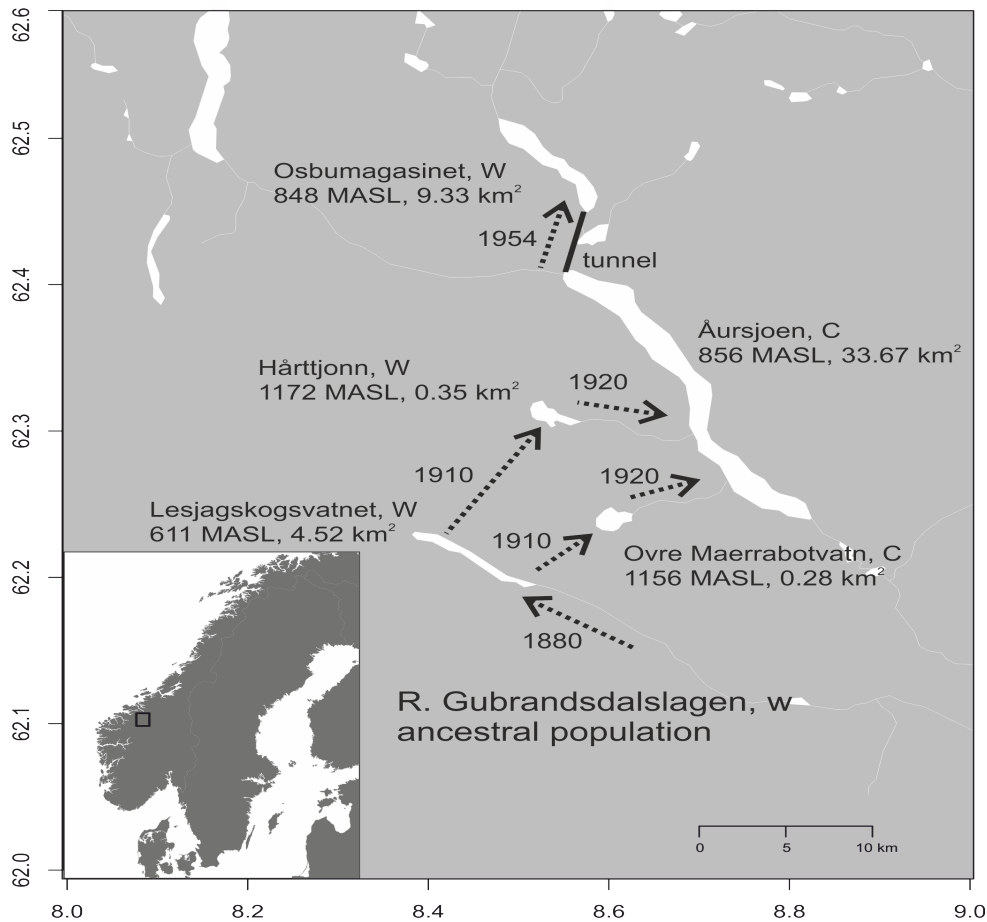 62.6
62.5
62.4
62.3
62.2
62.1
62.0
Osbumagasinet, W
848 MASL, 9.33 km²
1954
tunnel
Åursjoen, C
856 MASL, 33.67 km²
Hårttjonn, W
1172 MASL, 0.35 km²
1920
1910
1920
Lesjagskogsvatnet, W
611 MASL, 4.52 km²
1910
Ovre Maerrabotvatn, C
1156 MASL, 0.28 km²
1880
R. Gubrandsdalslagen, w
ancestral population
0 5 10 km
8.0 8.2 8.4 8.6 8.8 9.0